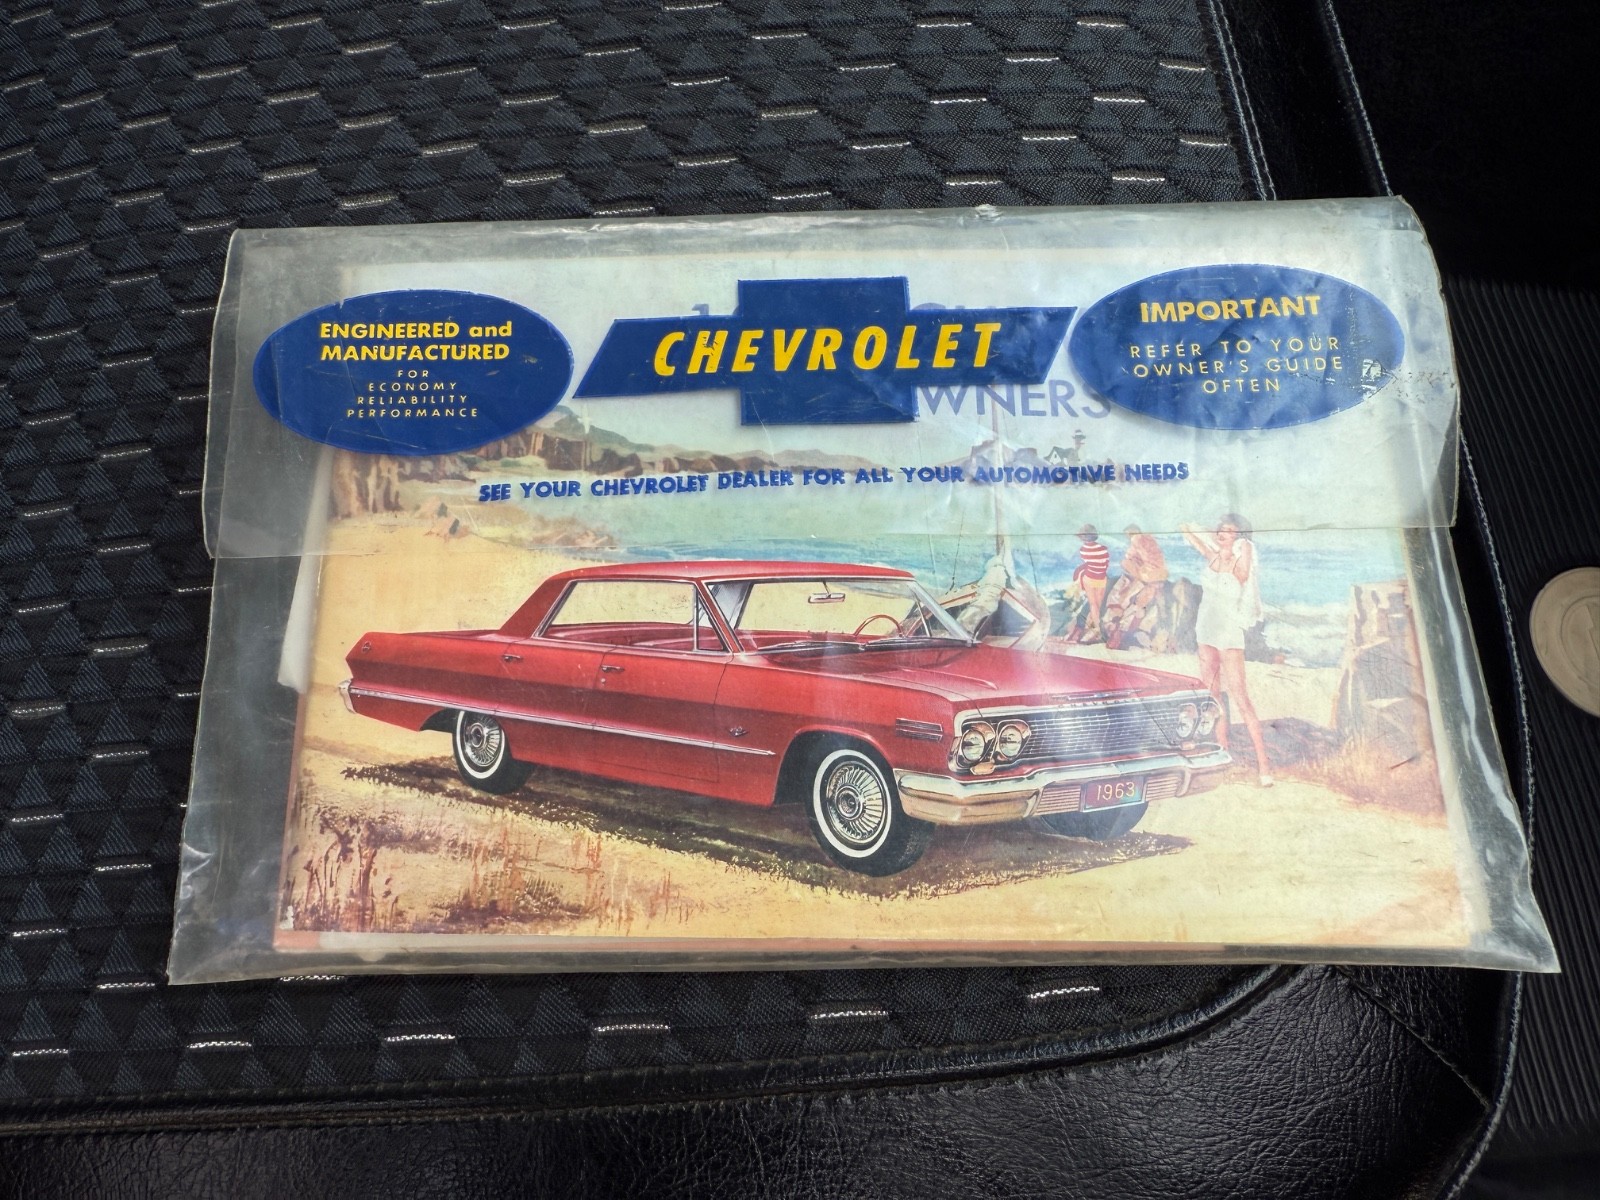 ENGINEERED and
MANUFACTURED
FOR
ECONOMY
RELIABILITY
PERFORMANCE
CHEVROLET
IMPORTANT
REFER TO YOUR
OWNER'S GUIDE
OFTEN
SEE YOUR CHEVROLET DEALER FOR ALL YOUR AUTOMOTIVE NEEDS
CHEVROLET
1963